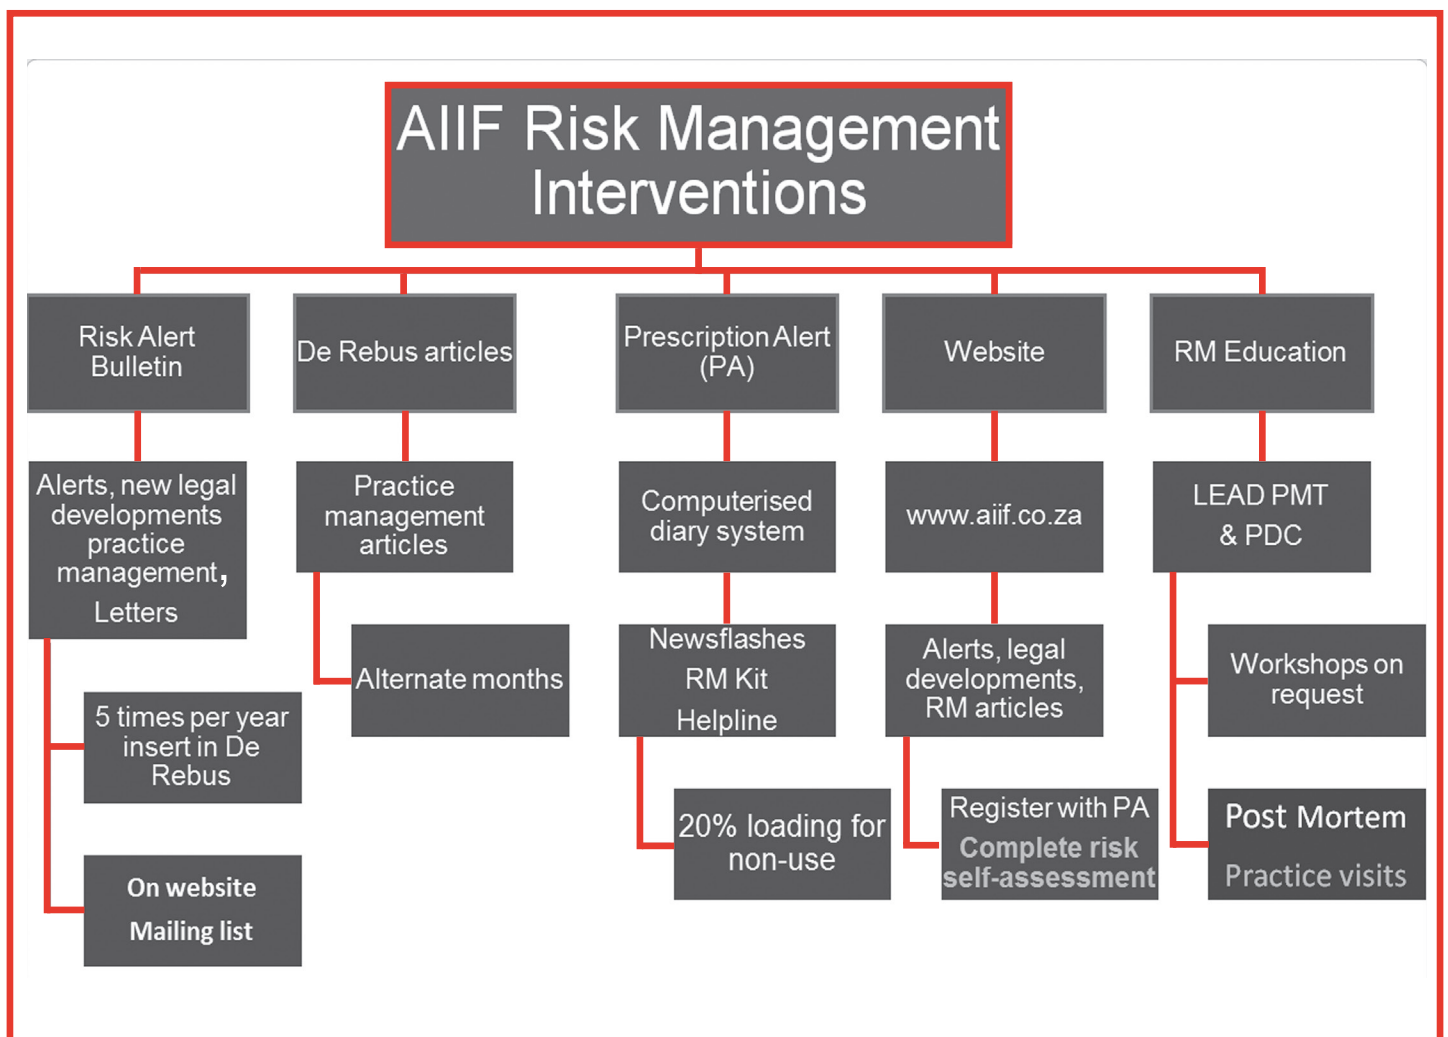 AIIF Risk Management
Interventions
Risk Alert
Bulletin
De Rebus articles
Prescription Alert
(PA)
Website
RM Education
Alerts, new legal
developments
practice
management,
Letters
Practice
management
articles
Computerised
diary system
www.aiif.co.za
LEAD PMT
& PDC
5 times per year
insert in De
Rebus
Alternate months
Newsflashes
RM Kit
Helpline
Alerts, legal
developments,
RM articles
Workshops on
request
On website
Mailing list
20% loading for
non-use
Register with PA
Complete risk
self-assessment
Post Mortem
Practice visits